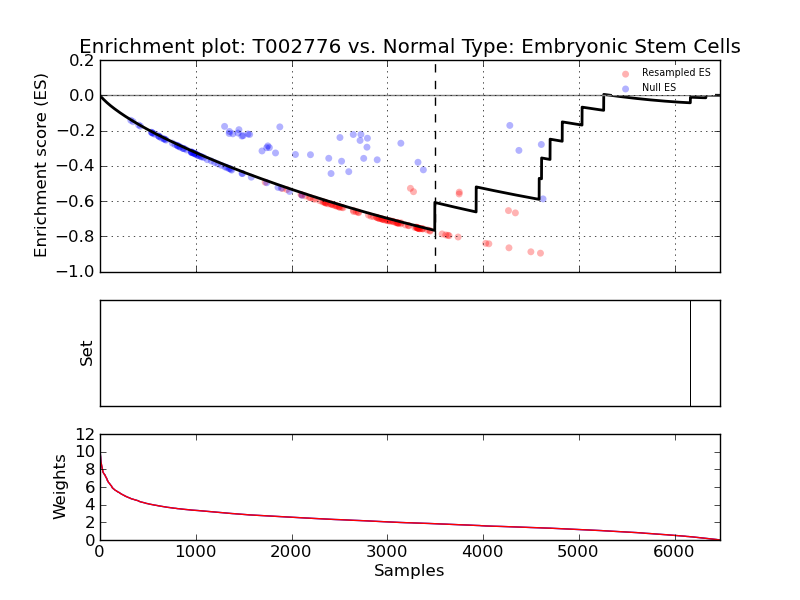 Enrichment plot: T002776 vs. Normal Type: Embryonic Stem Cells
Enrichment score (ES)
0.2
0.0
−0.2
−0.4
−0.6
−0.8
−1.0
Resampled ES
Null ES
Set
Weights
12
10
8
6
4
2
0
0 1000 2000 3000 4000 5000 6000
Samples